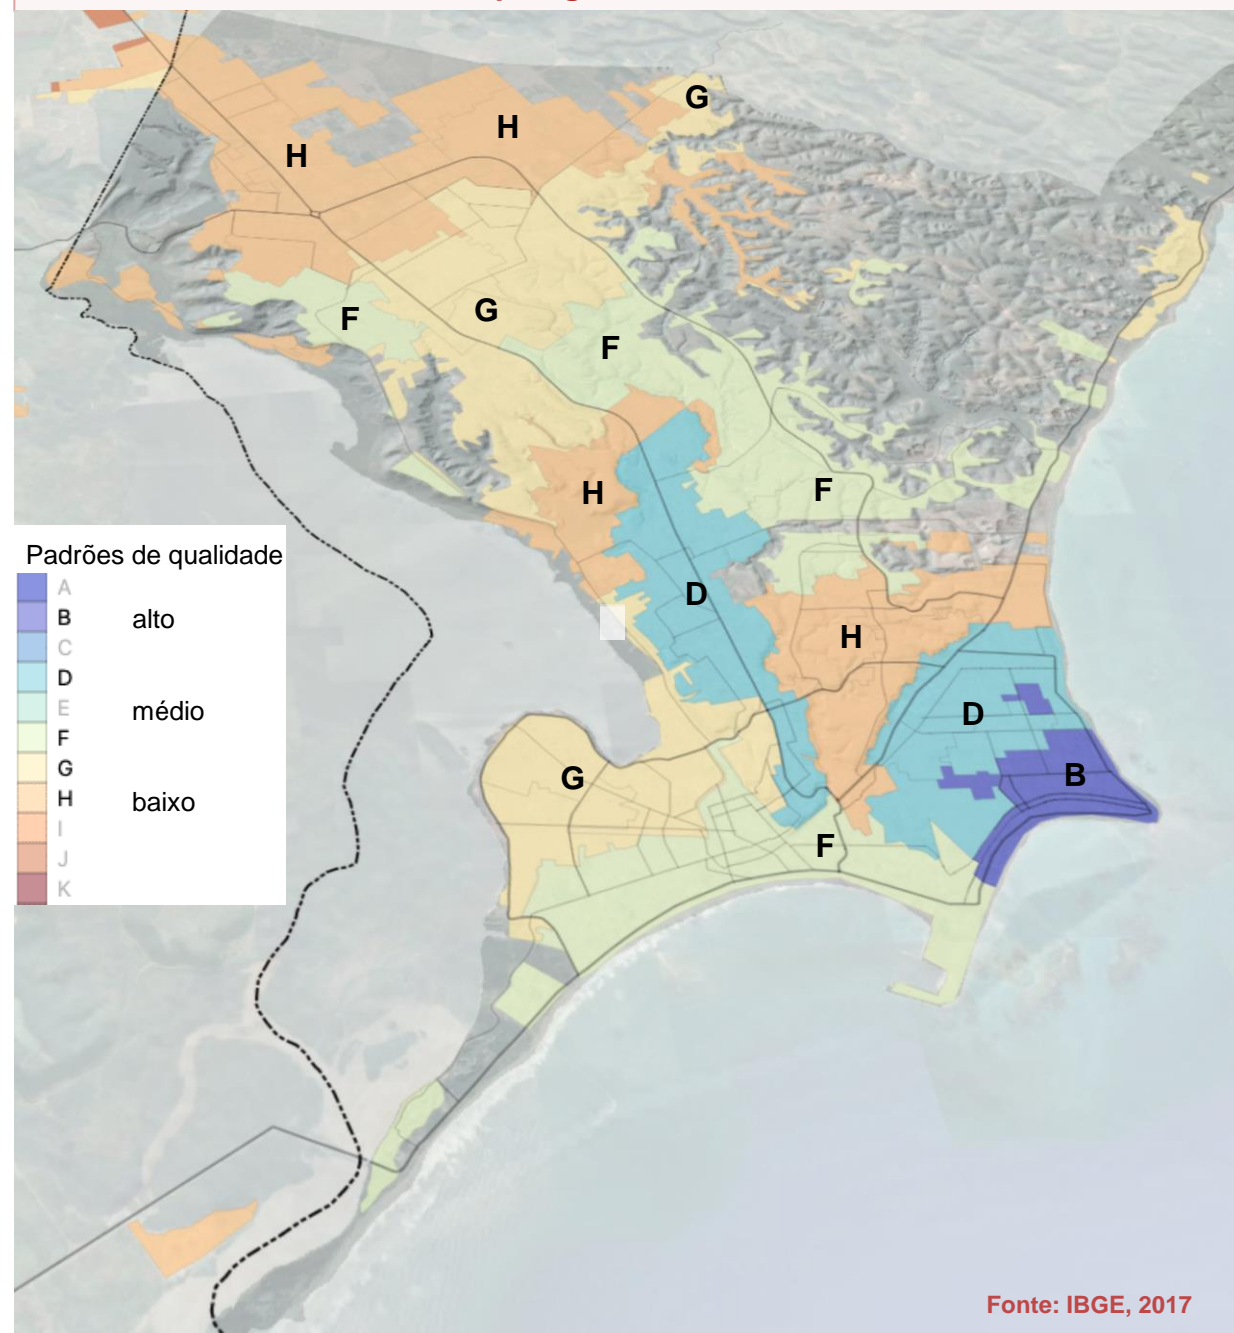 G
H
H
G
F
F
F
H
D
H
D
B
G
F
Padrões de qualidade
A
B alto
C
D
E médio
F
G
H baixo
I
J
K
Fonte: IBGE, 2017